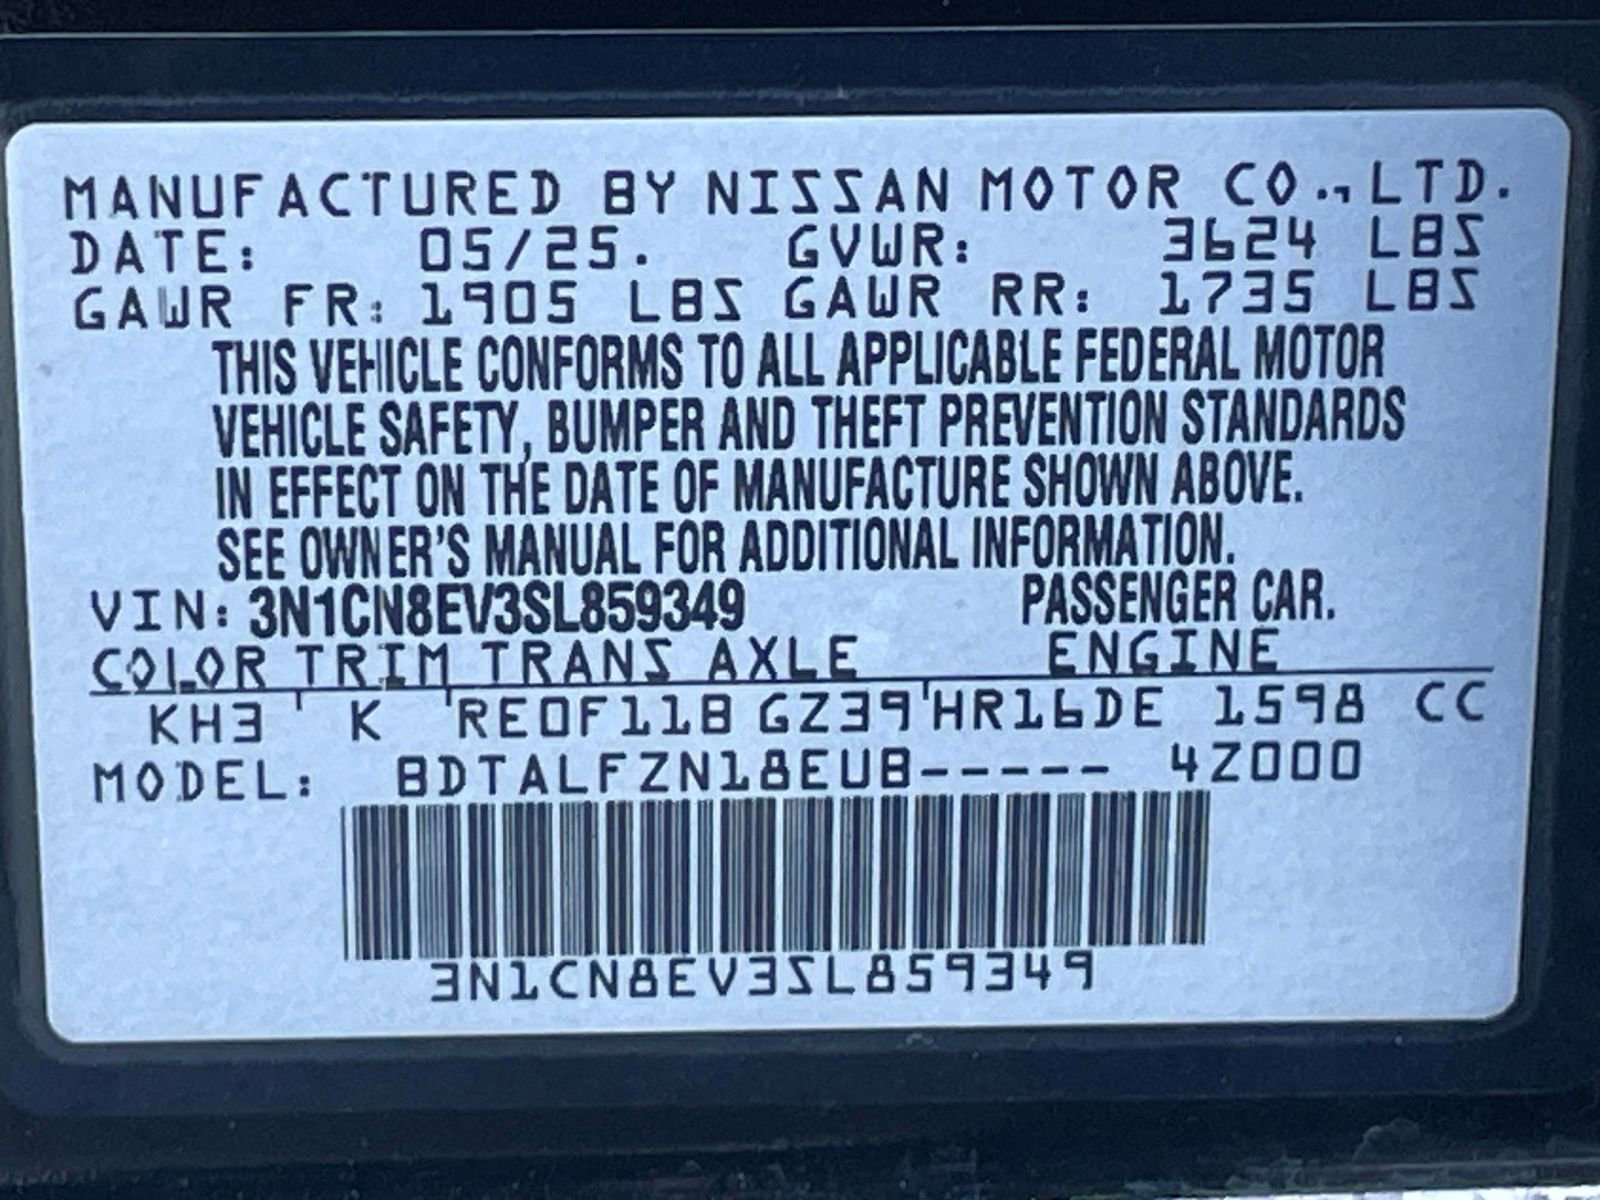 MANUFACTURED BY NISSAN MOTOR CO., LTD.
DATE: 05/25. GVWR: 3624 LBS
GAWR FR: 1905 LBS GAWR RR: 1735 LBS
THIS VEHICLE CONFORMS TO ALL APPLICABLE FEDERAL MOTOR
VEHICLE SAFETY, BUMPER AND THEFT PREVENTION STANDARDS
IN EFFECT ON THE DATE OF MANUFACTURE SHOWN ABOVE.
SEE OWNER'S MANUAL FOR ADDITIONAL INFORMATION.
VIN: 3N1CN8EV3SL859349 PASSENGER CAR.
COLOR TRIM TRANS AXLE ENGINE
KH3 K RE0F11B GZ39 HR16DE 1598 CC
MODEL: BDTALFZN18EUB----- 4Z000
3N1CN8EV3SL859349